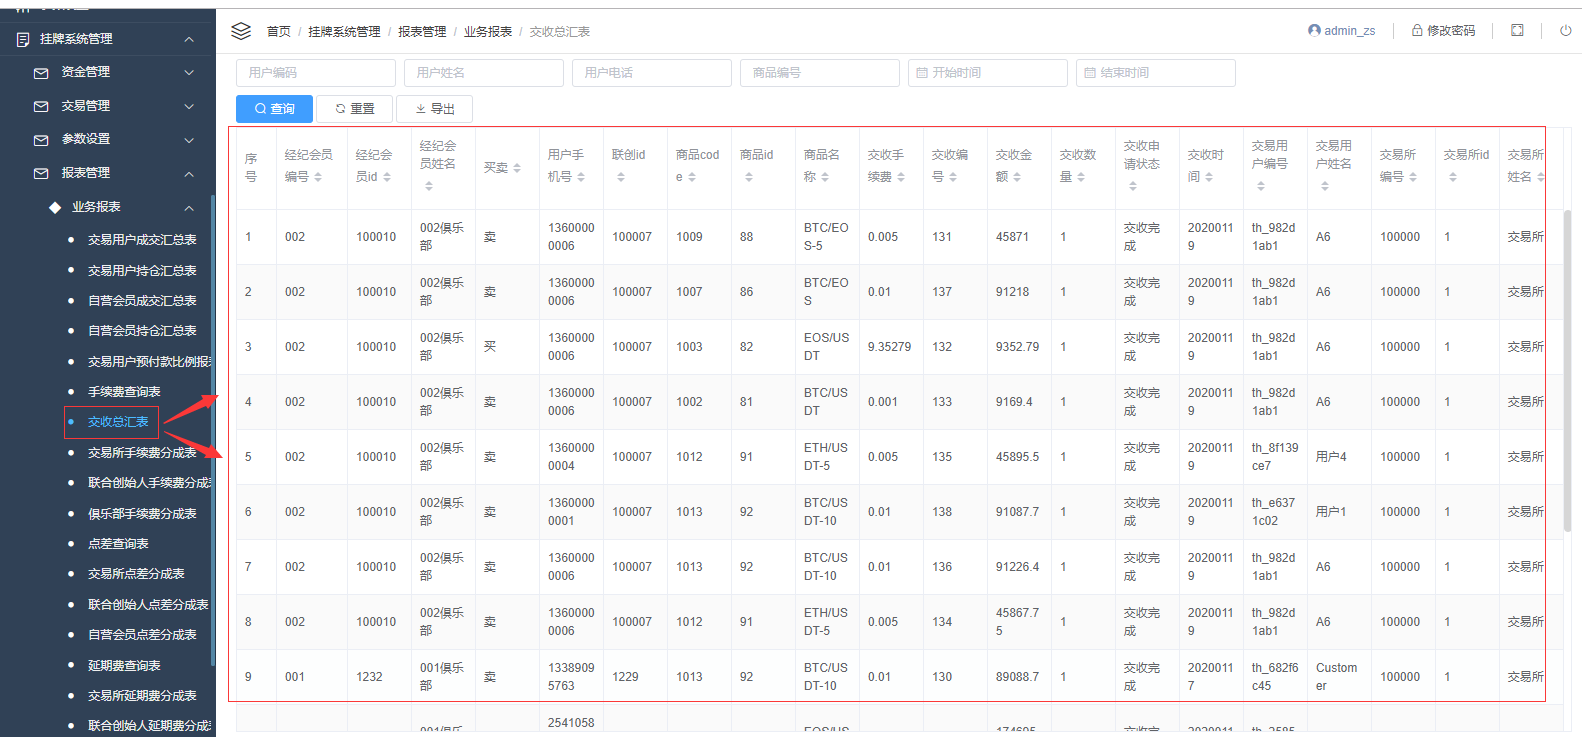 挂牌系统管理
资金管理
交易管理
参数设置
报表管理
业务报表
交易用户成交汇总表
交易用户持仓汇总表
自营会员成交汇总表
自营会员持仓汇总表
交易用户预付款比例报
手续费查询表
交收总汇表
交易所手续费分成表
联合创始人手续费分成
俱乐部手续费分成表
点差查询表
交易所点差分成表
联合创始人点差分成表
自营会员点差分成表
延期费查询表
交易所延期费分成表
联合创始人延期费分成
首页 / 挂牌系统管理 / 报表管理 / 业务报表 / 交收总汇表
admin_zs 修改密码
用户编码 用户姓名 用户电话 商品编号 开始时间 结束时间
查询 重置 导出
序号 经纪会员编号 经纪会员id 经纪会员姓名 买卖 用户手机号 联创id 商品code 商品id 商品名称 交收手续费 交收编号 交收金额 交收数量 交收申请状态 交收时间 交易用户编号 交易用户姓名 交易所编号 交易所id 交易所姓名
1 002 100010 002俱乐部 卖 13600000006 100007 1009 88 BTC/EOS-5 0.005 131 45871 1 交收完成 20200119 th_982d1ab1 A6 100000 1 交易所
2 002 100010 002俱乐部 卖 13600000006 100007 1007 86 BTC/EOS 0.01 137 91218 1 交收完成 20200119 th_982d1ab1 A6 100000 1 交易所
3 002 100010 002俱乐部 买 13600000006 100007 1003 82 EOS/USDT 9.35279 132 9352.79 1 交收完成 20200119 th_982d1ab1 A6 100000 1 交易所
4 002 100010 002俱乐部 卖 13600000006 100007 1002 81 BTC/USDT 0.001 133 9169.4 1 交收完成 20200119 th_982d1ab1 A6 100000 1 交易所
5 002 100010 002俱乐部 卖 13600000004 100007 1012 91 ETH/USDT-5 0.005 135 45895.5 1 交收完成 20200119 th_8f139ce7 用户4 100000 1 交易所
6 002 100010 002俱乐部 卖 13600000001 100007 1013 92 BTC/USDT-10 0.01 138 91087.7 1 交收完成 20200119 th_e6371c02 用户1 100000 1 交易所
7 002 100010 002俱乐部 卖 13600000006 100007 1013 92 BTC/USDT-10 0.01 136 91226.4 1 交收完成 20200119 th_982d1ab1 A6 100000 1 交易所
8 002 100010 002俱乐部 卖 13600000006 100007 1012 91 ETH/USDT-5 0.005 134 45867.75 1 交收完成 20200119 th_982d1ab1 A6 100000 1 交易所
9 001 1232 001俱乐部 卖 13389095763 1229 1013 92 BTC/USDT-10 0.01 130 89088.7 1 交收完成 20200117 th_682f6c45 Customer 100000 1 交易所
001俱乐 2541058 EOS/US 174695 交收完 2020011 th_2585